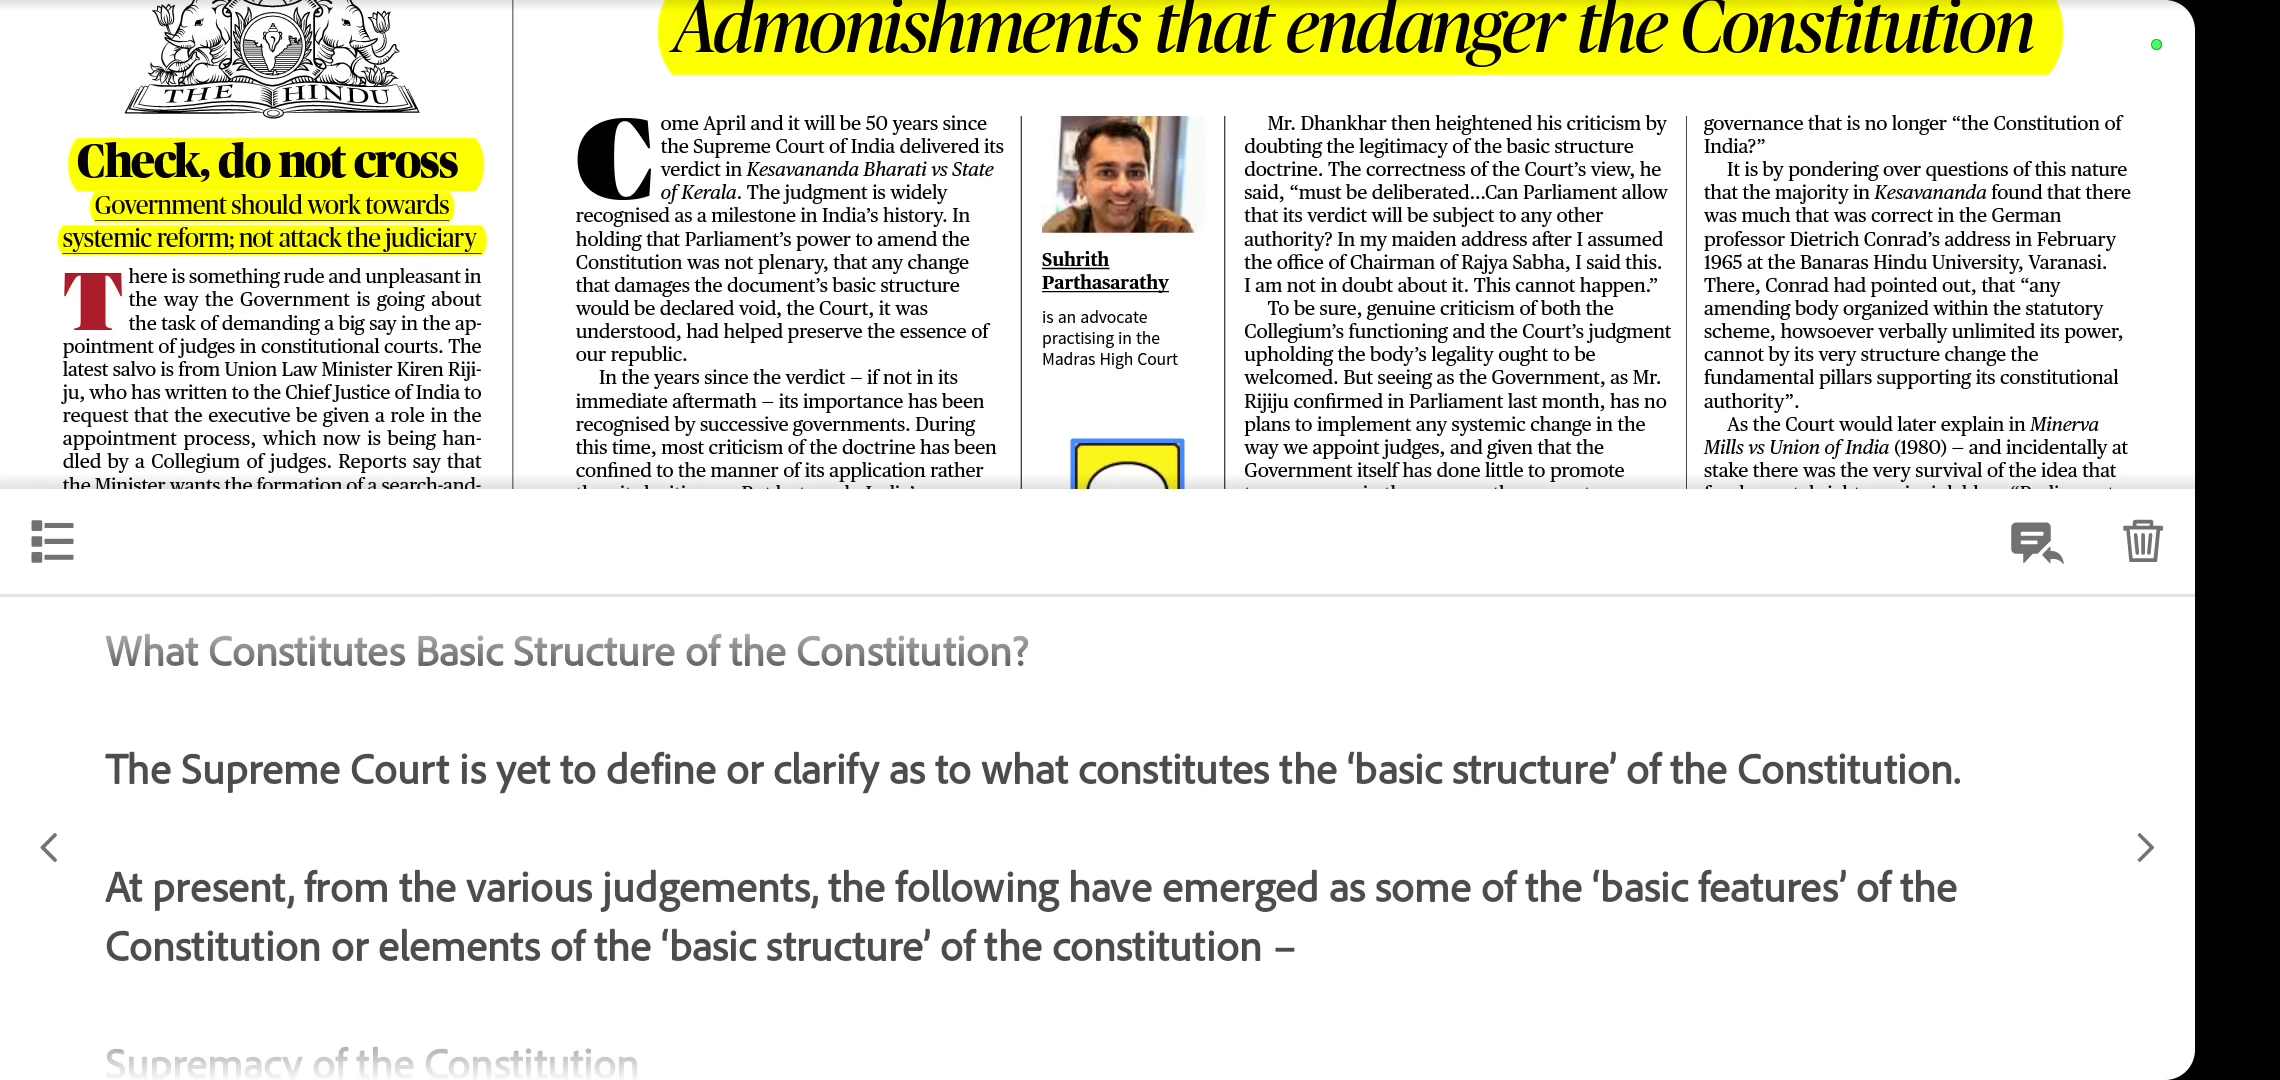 THE HINDU
Check, do not cross
Government should work towards
systemic reform; not attack the judiciary
There is something rude and unpleasant in
the way the Government is going about
the task of demanding a big say in the ap-
pointment of judges in constitutional courts. The
latest salvo is from Union Law Minister Kiren Riji-
ju, who has written to the Chief Justice of India to
request that the executive be given a role in the
appointment process, which now is being han-
dled by a Collegium of judges. Reports say that
the Minister wants the formation of a search-and-
Admonishments that endanger the Constitution
Come April and it will be 50 years since
the Supreme Court of India delivered its
verdict in Kesavananda Bharati vs State
of Kerala. The judgment is widely
recognised as a milestone in India’s history. In
holding that Parliament’s power to amend the
Constitution was not plenary, that any change
that damages the document’s basic structure
would be declared void, the Court, it was
understood, had helped preserve the essence of
our republic.
In the years since the verdict – if not in its
immediate aftermath – its importance has been
recognised by successive governments. During
this time, most criticism of the doctrine has been
confined to the manner of its application rather
Suhrith
Parthasarathy
is an advocate
practising in the
Madras High Court
Mr. Dhankhar then heightened his criticism by
doubting the legitimacy of the basic structure
doctrine. The correctness of the Court’s view, he
said, “must be deliberated...Can Parliament allow
that its verdict will be subject to any other
authority? In my maiden address after I assumed
the office of Chairman of Rajya Sabha, I said this.
I am not in doubt about it. This cannot happen.”
To be sure, genuine criticism of both the
Collegium’s functioning and the Court’s judgment
upholding the body’s legality ought to be
welcomed. But seeing as the Government, as Mr.
Rijiju confirmed in Parliament last month, has no
plans to implement any systemic change in the
way we appoint judges, and given that the
Government itself has done little to promote
governance that is no longer “the Constitution of
India?”
It is by pondering over questions of this nature
that the majority in Kesavananda found that there
was much that was correct in the German
professor Dietrich Conrad’s address in February
1965 at the Banaras Hindu University, Varanasi.
There, Conrad had pointed out, that “any
amending body organized within the statutory
scheme, howsoever verbally unlimited its power,
cannot by its very structure change the
fundamental pillars supporting its constitutional
authority”.
As the Court would later explain in Minerva
Mills vs Union of India (1980) – and incidentally at
stake there was the very survival of the idea that
What Constitutes Basic Structure of the Constitution?
The Supreme Court is yet to define or clarify as to what constitutes the ‘basic structure’ of the Constitution.
At present, from the various judgements, the following have emerged as some of the ‘basic features’ of the
Constitution or elements of the ‘basic structure’ of the constitution –
Supremacy of the Constitution